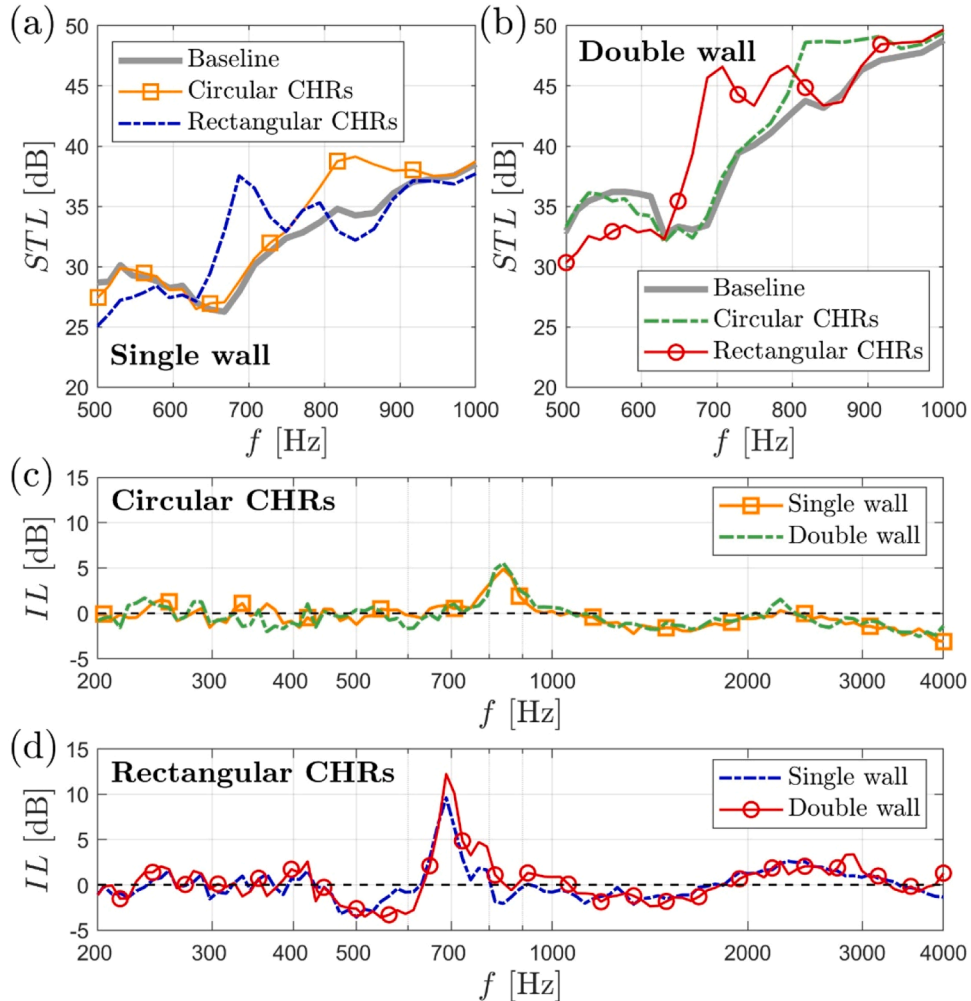 (a)
50
45
40
35
30
25
20
STL [dB]
Baseline
Circular CHRs
Rectangular CHRs
Single wall
500 600 700 800 900 1000
f [Hz]
(b)
50
45
40
35
30
25
20
STL [dB]
Double wall
Baseline
Circular CHRs
Rectangular CHRs
500 600 700 800 900 1000
f [Hz]
(c)
15
10
5
0
-5
IL [dB]
Circular CHRs
Single wall
Double wall
200 300 400 500 700 1000 2000 3000 4000
f [Hz]
(d)
15
10
5
0
-5
IL [dB]
Rectangular CHRs
Single wall
Double wall
200 300 400 500 700 1000 2000 3000 4000
f [Hz]